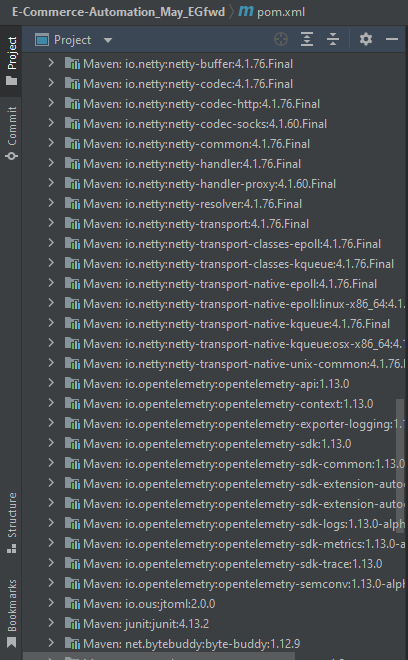 E-Commerce-Automation_May_EGfwd pom.xml
Project
Project
Commit
Structure
Bookmarks
Maven: io.netty:netty-buffer:4.1.76.Final
Maven: io.netty:netty-codec:4.1.76.Final
Maven: io.netty:netty-codec-http:4.1.76.Final
Maven: io.netty:netty-codec-socks:4.1.60.Final
Maven: io.netty:netty-common:4.1.76.Final
Maven: io.netty:netty-handler:4.1.76.Final
Maven: io.netty:netty-handler-proxy:4.1.60.Final
Maven: io.netty:netty-resolver:4.1.76.Final
Maven: io.netty:netty-transport:4.1.76.Final
Maven: io.netty:netty-transport-classes-epoll:4.1.76.Final
Maven: io.netty:netty-transport-classes-kqueue:4.1.76.Final
Maven: io.netty:netty-transport-native-epoll:4.1.76.Final
Maven: io.netty:netty-transport-native-epoll:linux-x86_64:4.1.
Maven: io.netty:netty-transport-native-kqueue:4.1.76.Final
Maven: io.netty:netty-transport-native-kqueue:osx-x86_64:4.1
Maven: io.netty:netty-transport-native-unix-common:4.1.76.
Maven: io.opentelemetry:opentelemetry-api:1.13.0
Maven: io.opentelemetry:opentelemetry-context:1.13.0
Maven: io.opentelemetry:opentelemetry-exporter-logging:1.
Maven: io.opentelemetry:opentelemetry-sdk:1.13.0
Maven: io.opentelemetry:opentelemetry-sdk-common:1.13.0
Maven: io.opentelemetry:opentelemetry-sdk-extension-auto
Maven: io.opentelemetry:opentelemetry-sdk-extension-auto
Maven: io.opentelemetry:opentelemetry-sdk-logs:1.13.0-alp
Maven: io.opentelemetry:opentelemetry-sdk-metrics:1.13.0-a
Maven: io.opentelemetry:opentelemetry-sdk-trace:1.13.0
Maven: io.opentelemetry:opentelemetry-semconv:1.13.0-alph
Maven: io.ous:jtoml:2.0.0
Maven: junit:junit:4.13.2
Maven: net.bytebuddy:byte-buddy:1.12.9